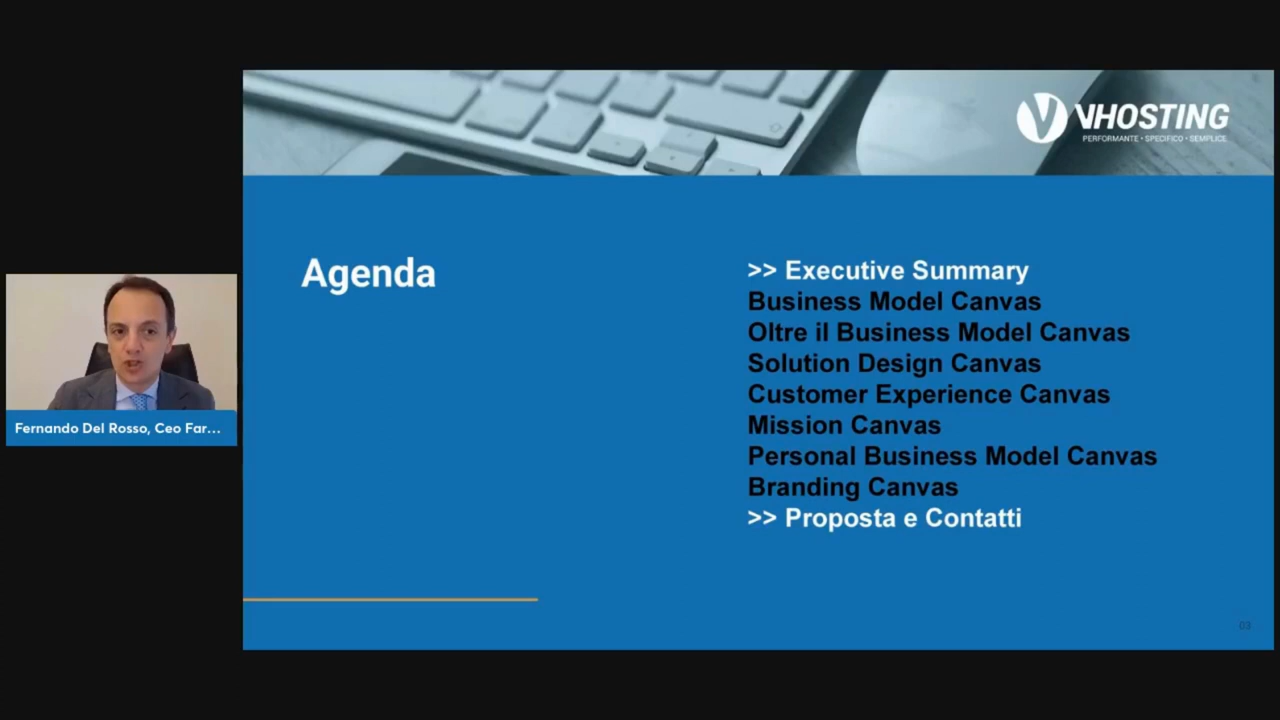 VHOSTING
PERFORMANTE • SPECIFICO • SEMPLICE
Agenda
>> Executive Summary
Business Model Canvas
Oltre il Business Model Canvas
Solution Design Canvas
Customer Experience Canvas
Mission Canvas
Personal Business Model Canvas
Branding Canvas
>> Proposta e Contatti
Fernando Del Rosso, Ceo Far...
03